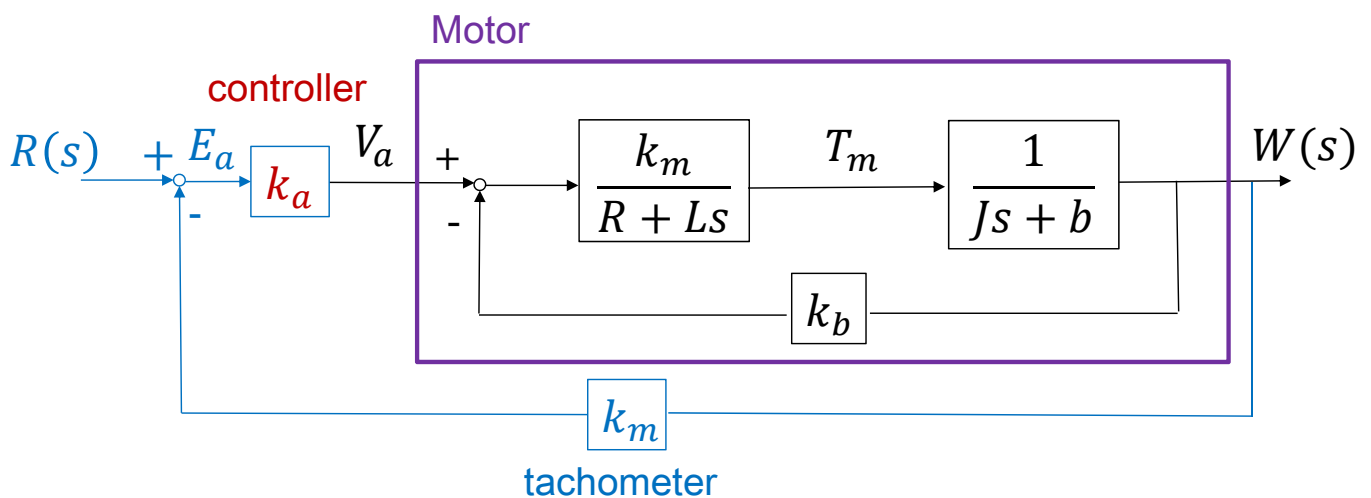 Motor
controller
R(s)
+
E_a
k_a
V_a
+
k_m
R + Ls
T_m
1
Js + b
W(s)
-
-
k_b
k_m
tachometer